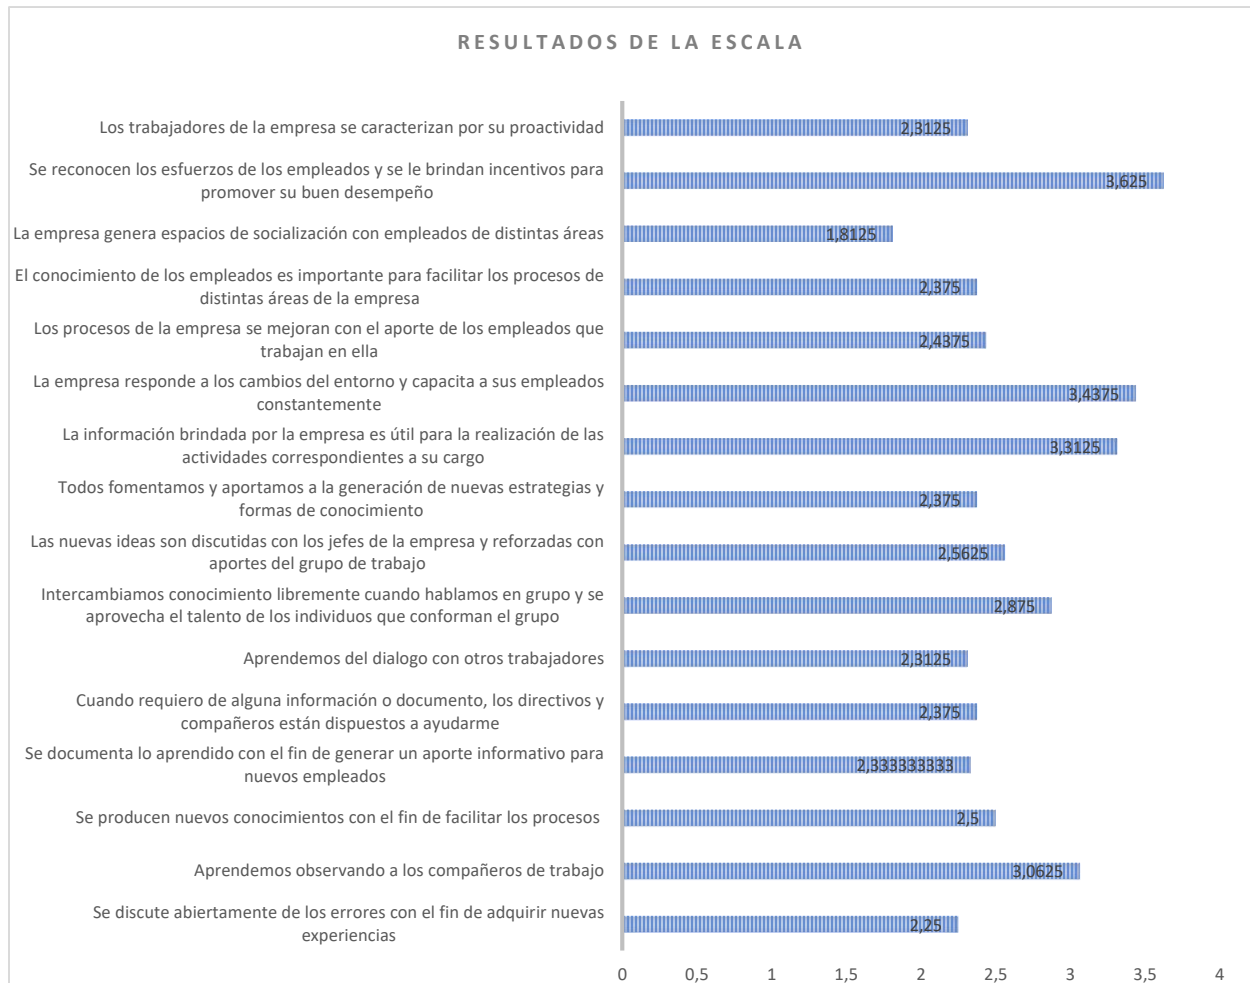 RESULTADOS DE LA ESCALA
Los trabajadores de la empresa se caracterizan por su proactividad
2,3125
Se reconocen los esfuerzos de los empleados y se le brindan incentivos para
promover su buen desempeño
3,625
La empresa genera espacios de socialización con empleados de distintas áreas
1,8125
El conocimiento de los empleados es importante para facilitar los procesos de
distintas áreas de la empresa
2,375
Los procesos de la empresa se mejoran con el aporte de los empleados que
trabajan en ella
2,4375
La empresa responde a los cambios del entorno y capacita a sus empleados
constantemente
3,4375
La información brindada por la empresa es útil para la realización de las
actividades correspondientes a su cargo
3,3125
Todos fomentamos y aportamos a la generación de nuevas estrategias y
formas de conocimiento
2,375
Las nuevas ideas son discutidas con los jefes de la empresa y reforzadas con
aportes del grupo de trabajo
2,5625
Intercambiamos conocimiento libremente cuando hablamos en grupo y se
aprovecha el talento de los individuos que conforman el grupo
2,875
Aprendemos del dialogo con otros trabajadores
2,3125
Cuando requiero de alguna información o documento, los directivos y
compañeros están dispuestos a ayudarme
2,375
Se documenta lo aprendido con el fin de generar un aporte informativo para
nuevos empleados
2,333333333
Se producen nuevos conocimientos con el fin de facilitar los procesos
2,5
Aprendemos observando a los compañeros de trabajo
3,0625
Se discute abiertamente de los errores con el fin de adquirir nuevas
experiencias
2,25
0 0,5 1 1,5 2 2,5 3 3,5 4